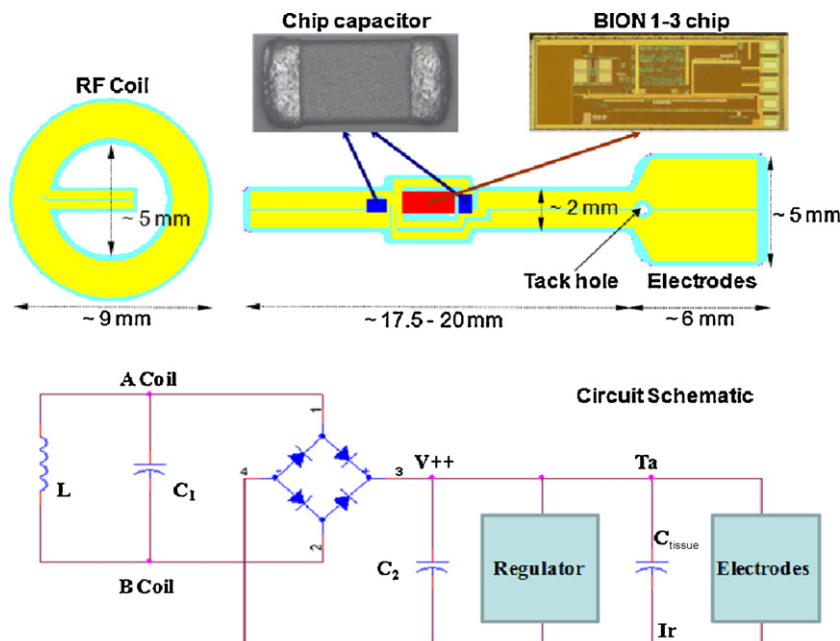 Chip capacitor
BION 1-3 chip
RF Coil
~ 5 mm
~ 2 mm
~ 5 mm
Tack hole
Electrodes
~ 9 mm
~17.5 - 20 mm
~6 mm
A Coil
Circuit Schematic
1
4
3
V++
Ta
L
C1
2
C2
Regulator
Ctissue
Electrodes
B Coil
Ir